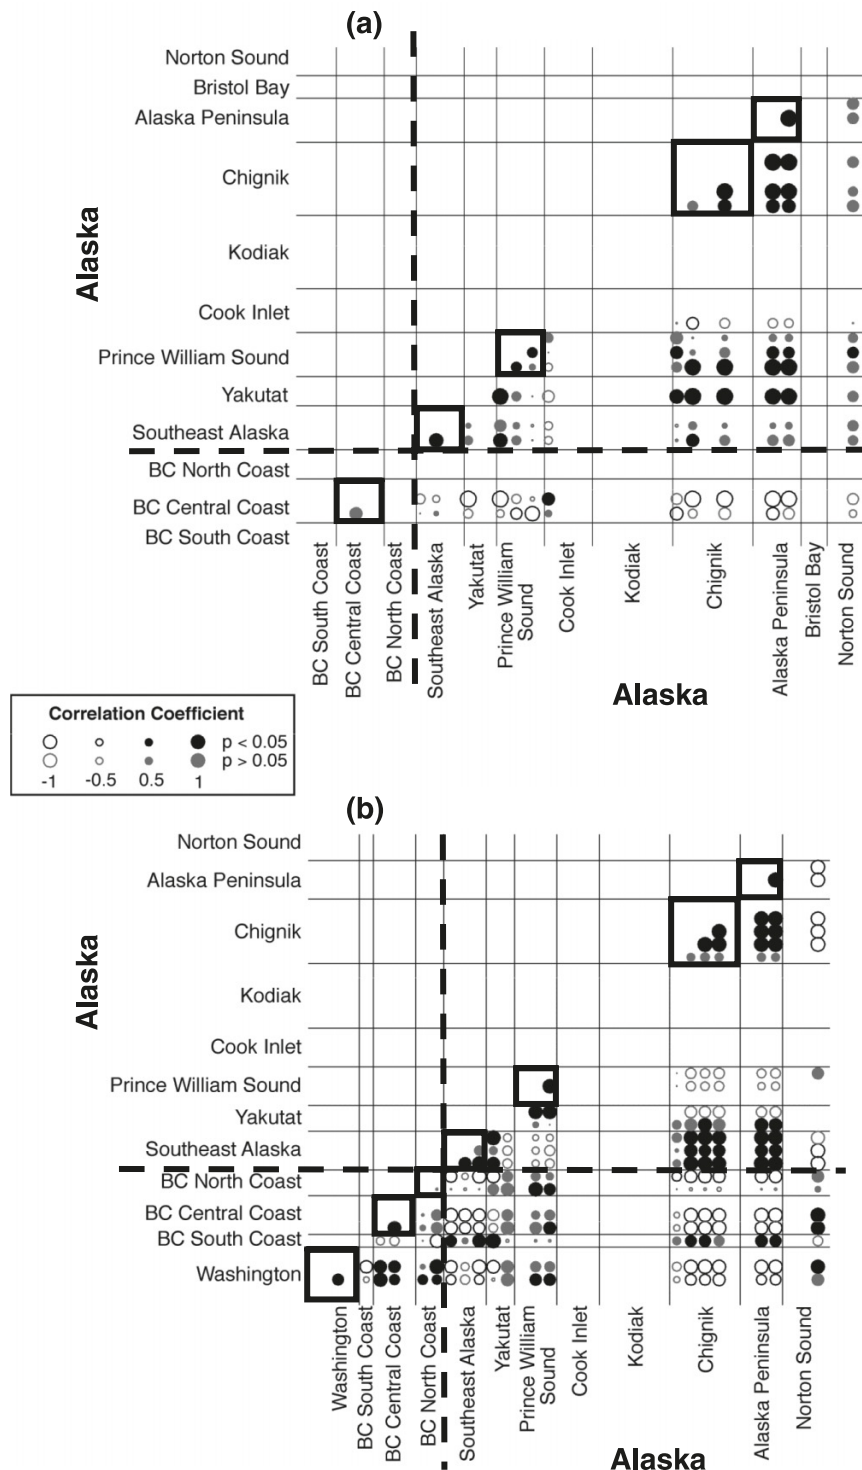 (a)
Norton Sound
Bristol Bay
Alaska Peninsula
Chignik
Kodiak
Cook Inlet
Prince William Sound
Yakutat
Southeast Alaska
BC North Coast
BC Central Coast
BC South Coast
Alaska
BC South Coast
BC Central Coast
BC North Coast
Southeast Alaska
Yakutat
Prince William
Sound
Cook Inlet
Kodiak
Chignik
Alaska Peninsula
Bristol Bay
Norton Sound
Alaska
Correlation Coefficient
p < 0.05
p > 0.05
-1 -0.5 0.5 1
(b)
Norton Sound
Alaska Peninsula
Chignik
Kodiak
Cook Inlet
Prince William Sound
Yakutat
Southeast Alaska
BC North Coast
BC Central Coast
BC South Coast
Washington
Alaska
Washington
BC South Coast
BC Central Coast
BC North Coast
Southeast Alaska
Yakutat
Prince William
Sound
Cook Inlet
Kodiak
Chignik
Alaska Peninsula
Norton Sound
Alaska